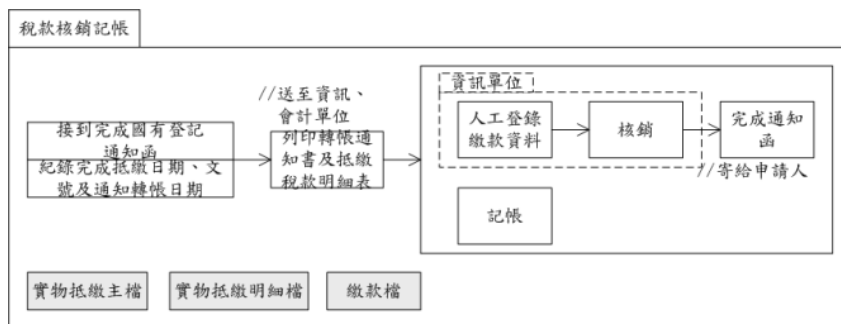 稅款核銷記帳
接到完成國有登記
通知函
紀錄完成抵繳日期、文
號及通知轉帳日期
//送至資訊、
會計單位
列印轉帳通
知書及抵繳
稅款明細表
資訊單位
人工登錄
繳款資料
核銷
完成通知
函
//寄給申請人
記帳
實物抵繳主檔
實物抵繳明細檔
繳款檔